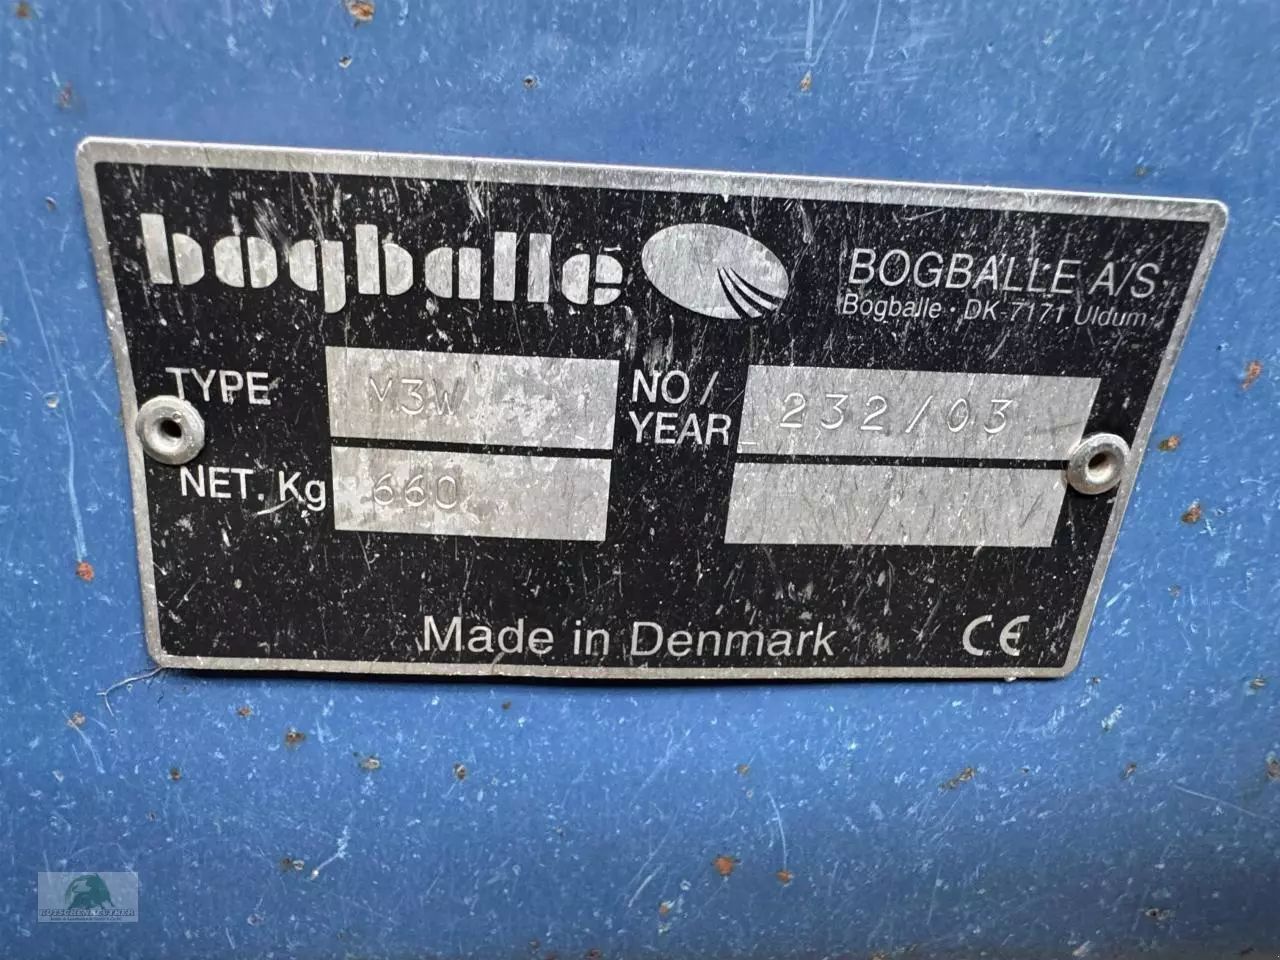 bogballe
BOGBALLE A/S
Bogballe · DK-7171 Uldum
TYPE M3W
NO / YEAR 232/03
NET. Kg 660
Made in Denmark CE